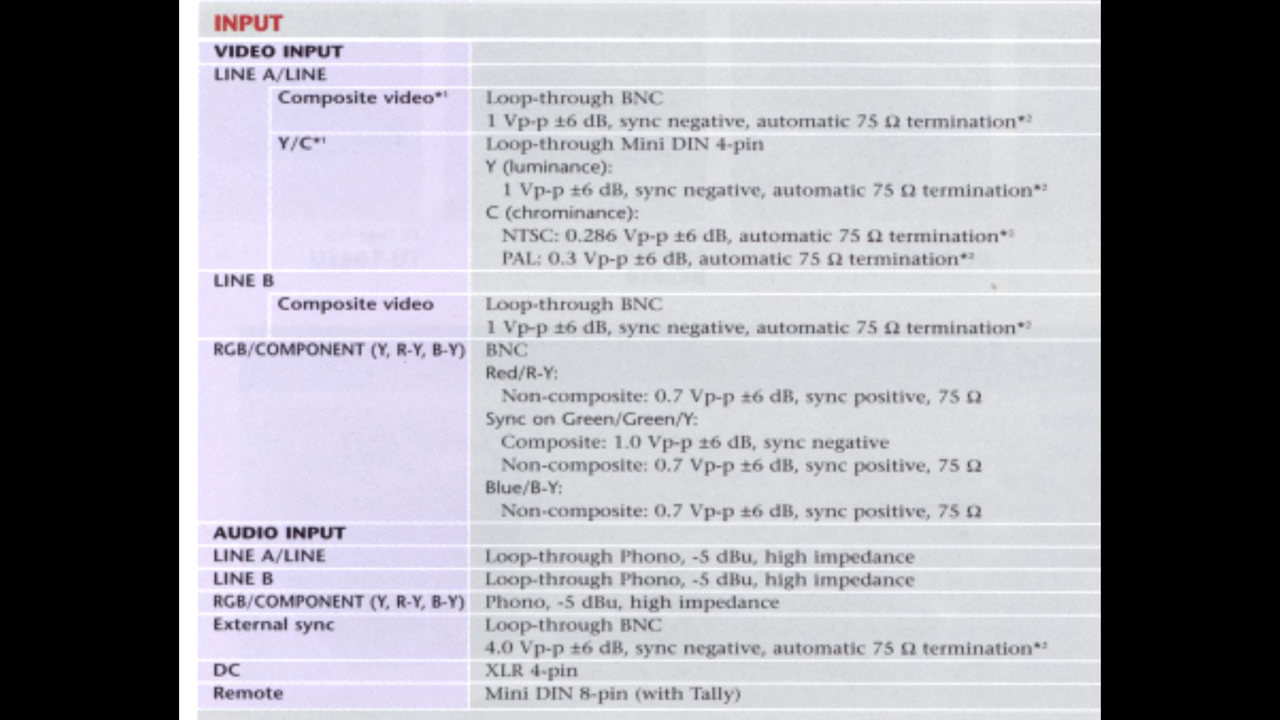 INPUT
VIDEO INPUT
LINE A/LINE
Composite video*¹ Loop-through BNC
1 Vp-p ±6 dB, sync negative, automatic 75 Ω termination*²
Y/C*¹ Loop-through Mini DIN 4-pin
Y (luminance):
1 Vp-p ±6 dB, sync negative, automatic 75 Ω termination*²
C (chrominance):
NTSC: 0.286 Vp-p ±6 dB, automatic 75 Ω termination*²
PAL: 0.3 Vp-p ±6 dB, automatic 75 Ω termination*²
LINE B
Composite video Loop-through BNC
1 Vp-p ±6 dB, sync negative, automatic 75 Ω termination*²
RGB/COMPONENT (Y, R-Y, B-Y) BNC
Red/R-Y:
Non-composite: 0.7 Vp-p ±6 dB, sync positive, 75 Ω
Sync on Green/Green/Y:
Composite: 1.0 Vp-p ±6 dB, sync negative
Non-composite: 0.7 Vp-p ±6 dB, sync positive, 75 Ω
Blue/B-Y:
Non-composite: 0.7 Vp-p ±6 dB, sync positive, 75 Ω
AUDIO INPUT
LINE A/LINE Loop-through Phono, -5 dBu, high impedance
LINE B Loop-through Phono, -5 dBu, high impedance
RGB/COMPONENT (Y, R-Y, B-Y) Phono, -5 dBu, high impedance
External sync Loop-through BNC
4.0 Vp-p ±6 dB, sync negative, automatic 75 Ω termination*²
DC XLR 4-pin
Remote Mini DIN 8-pin (with Tally)